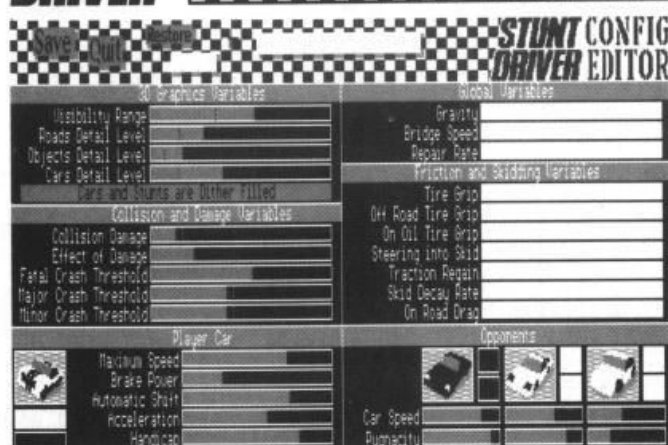 DRIVER
Save Quit Restore
STUNT CONFIG
DRIVER EDITOR
3D Graphics Variables
Visibility Range
Roads Detail Level
Objects Detail Level
Cars Detail Level
Cars and Stunts are Dither Filled
Collision and Damage Variables
Collision Damage
Effect of Damage
Fatal Crash Threshold
Major Crash Threshold
Minor Crash Threshold
Global Variables
Gravity
Bridge Speed
Repair Rate
Friction and Skidding Variables
Tire Grip
Off Road Tire Grip
On Oil Tire Grip
Steering into Skid
Traction Regain
Skid Decay Rate
On Road Drag
Player Car
Maximum Speed
Brake Power
Automatic Shift
Acceleration
Handicap
Opponents
Car Speed
Pugnacity